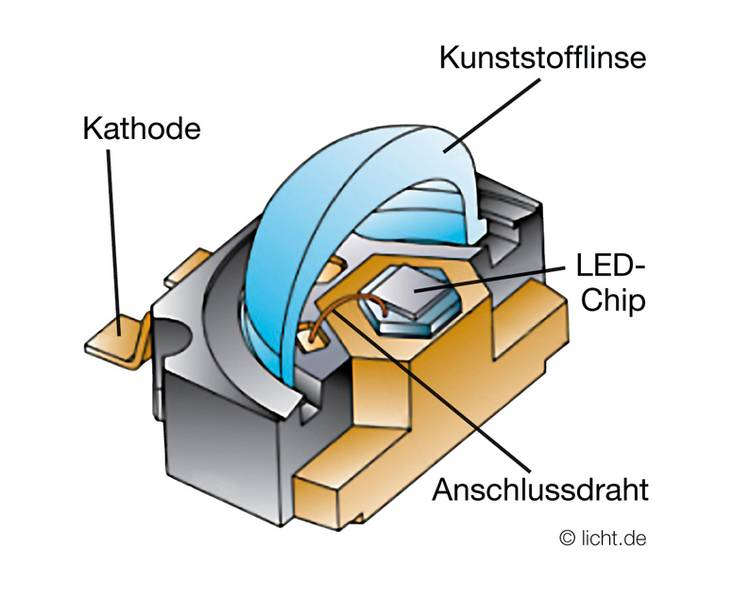 Kunststofflinse
Kathode
LED-
Chip
Anschlussdraht
© licht.de